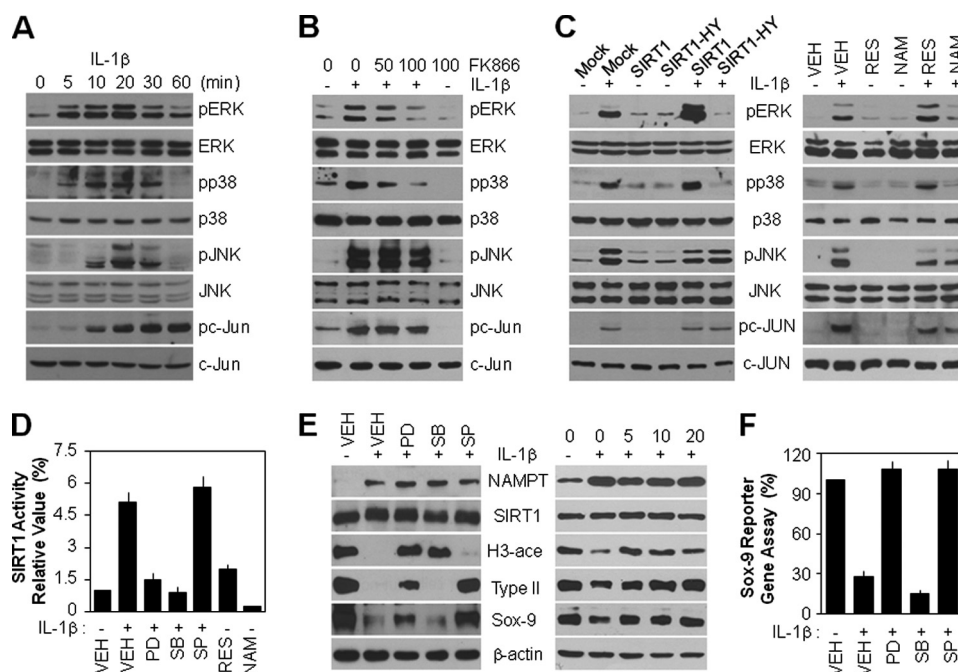 A
IL-1β
0 5 10 20 30 60 (min)
pERK
ERK
pp38
p38
pJNK
JNK
pc-Jun
c-Jun
B
0 0 50 100 100 FK866
- + + + - IL-1β
pERK
ERK
pp38
p38
pJNK
JNK
pc-Jun
c-Jun
C
Mock Mock SIRT1 SIRT1-HY SIRT1 SIRT1-HY
VEH VEH RES NAM RES NAM
- + - - + + IL-1β - + - - + +
pERK
ERK
pp38
p38
pJNK
JNK
pc-JUN
c-JUN
D
SIRT1 Activity
Relative Value (%)
7.5
6
4.5
3
1.5
0
IL-1β : - + + + + - -
VEH VEH PD SB SP RES NAM
E
VEH VEH PD SB SP
0 0 5 10 20
- + + + + IL-1β - + + + +
NAMPT
SIRT1
H3-ace
Type II
Sox-9
β-actin
F
Sox-9 Reporter
Gene Assay (%)
120
90
60
30
0
IL-1β : - + + + +
VEH VEH PD SB SP